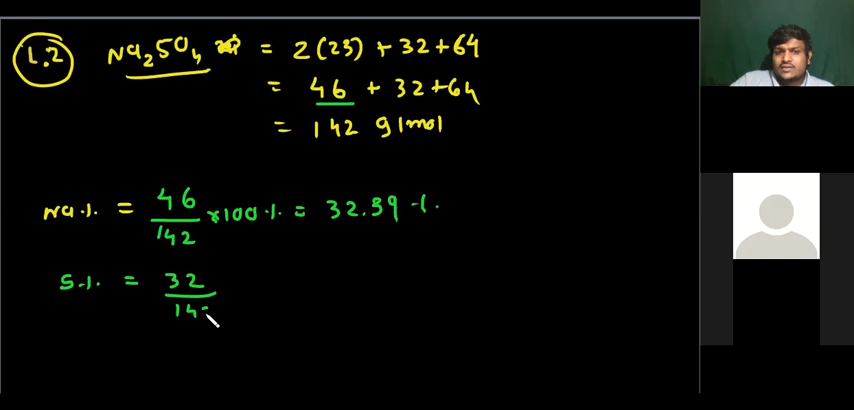 1.2 Na2SO4 = 2(23) + 32 + 64
= 46 + 32 + 64
= 142 g/mol
Na % = 46/142 × 100 % = 32.39 %
S % = 32/14